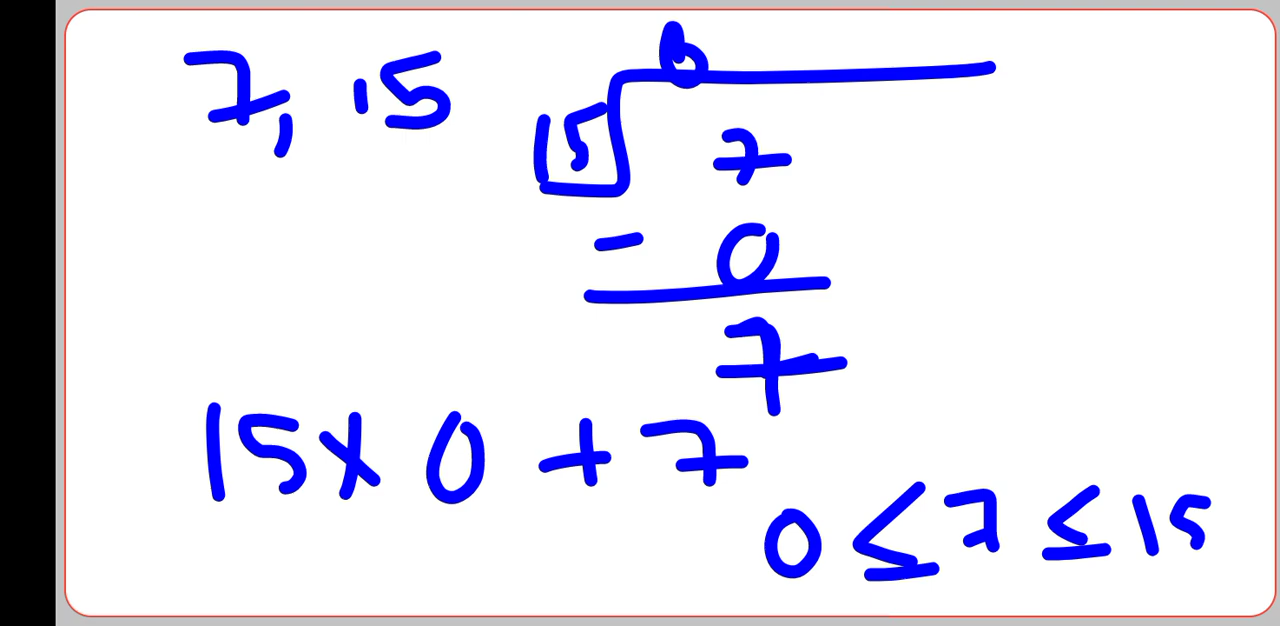 7, 15
0
15 7
- 0
7
15 x 0 + 7
0 ≤ 7 ≤ 15